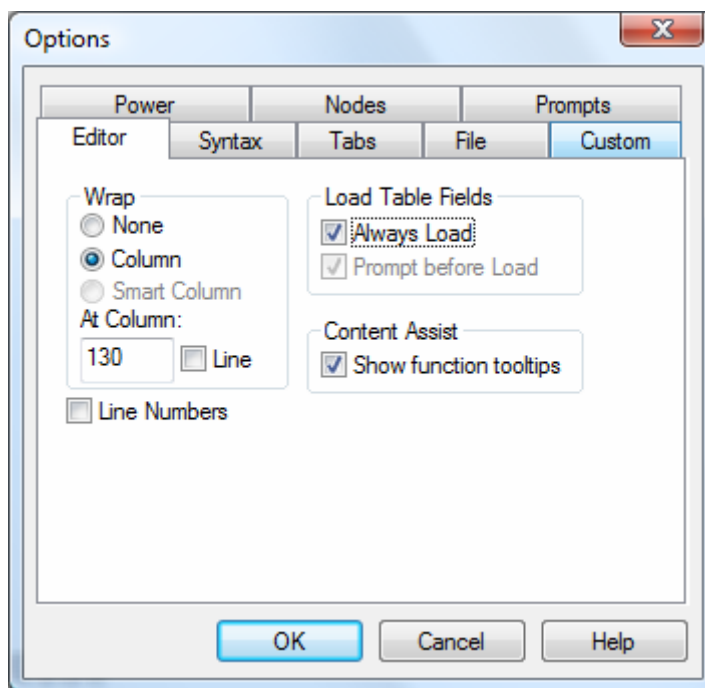 Options
Power Nodes Prompts
Editor Syntax Tabs File Custom
Wrap
None
Column
Smart Column
At Column:
130 Line
Line Numbers
Load Table Fields
Always Load
Prompt before Load
Content Assist
Show function tooltips
OK Cancel Help